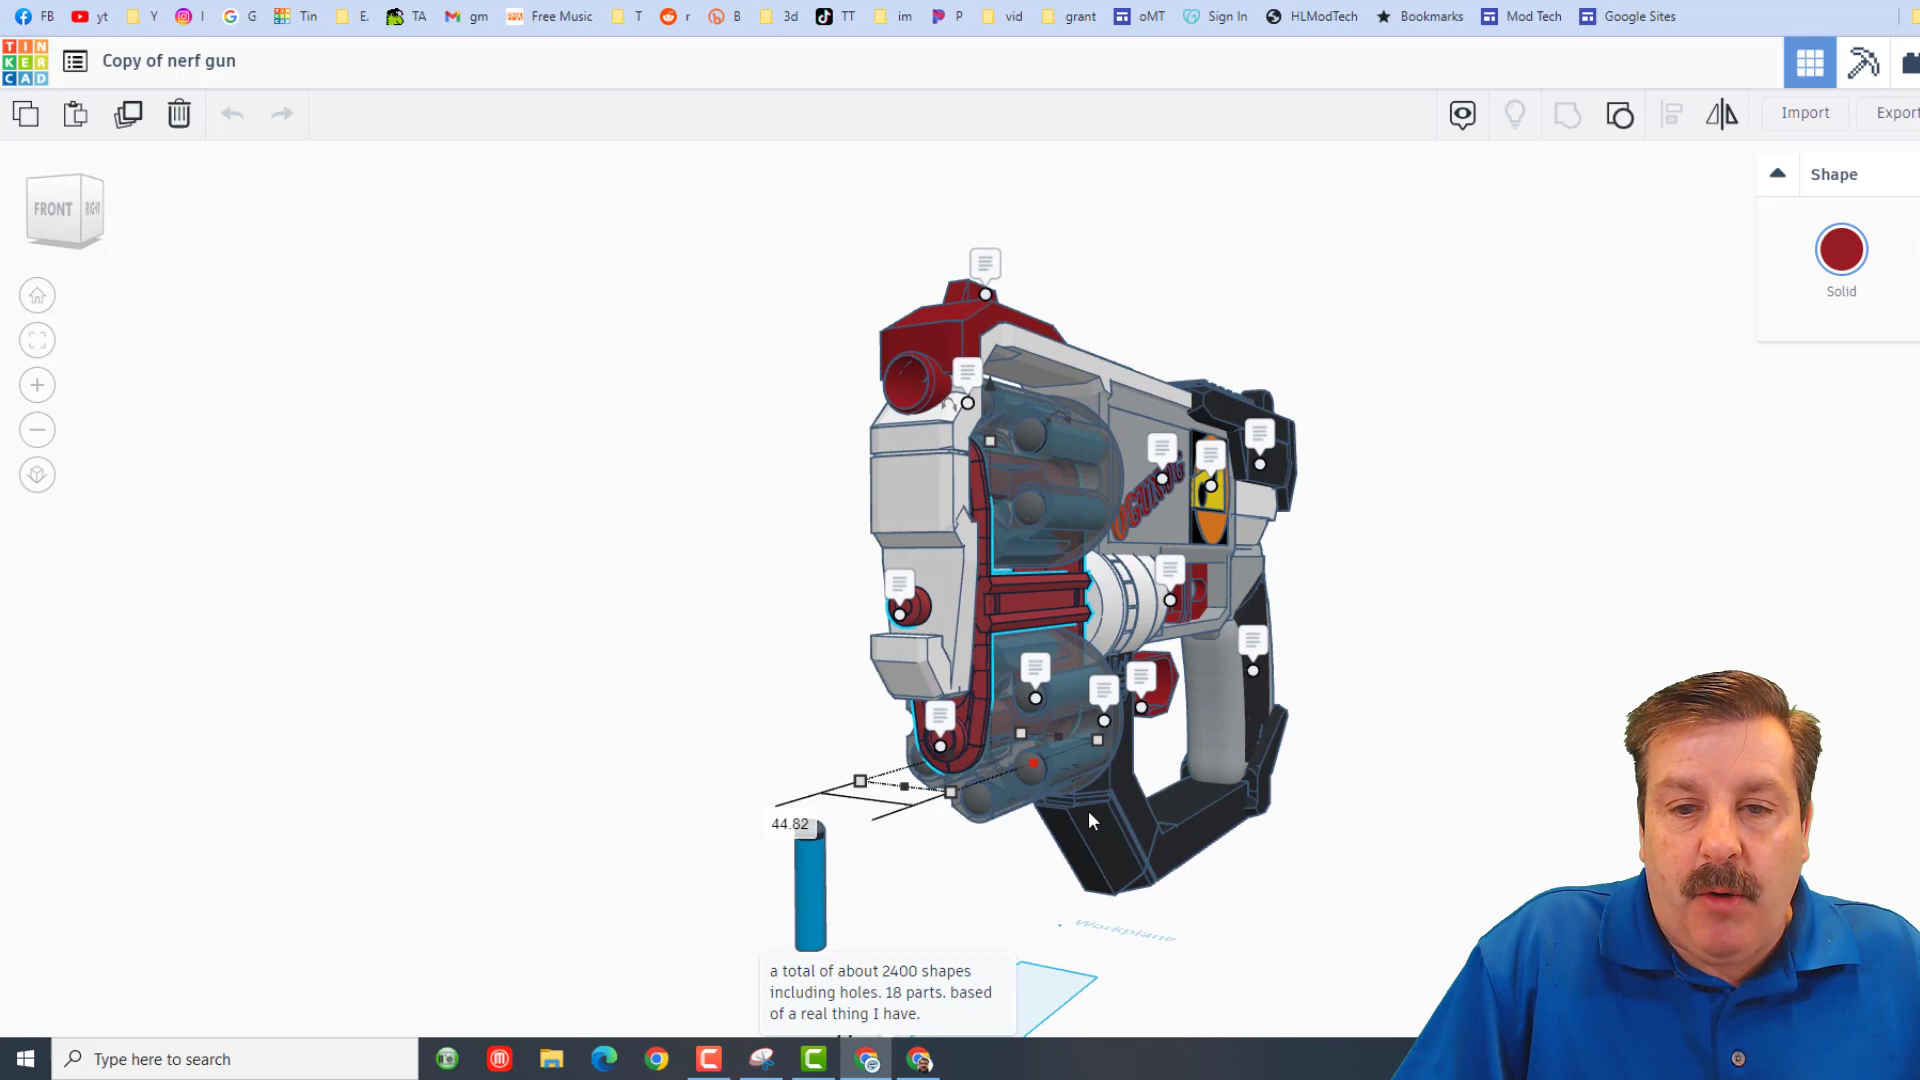 FB yt Y I G Tin E. TA gm Free Music T r B 3d TT im P vid grant oMT Sign In HLModTech Bookmarks Mod Tech Google Sites
TIN
KER
CAD
Copy of nerf gun
Import Export
Shape
FRONT RIGHT
Solid
44.82
Workplane
a total of about 2400 shapes
including holes. 18 parts. based
of a real thing I have.
Type here to search